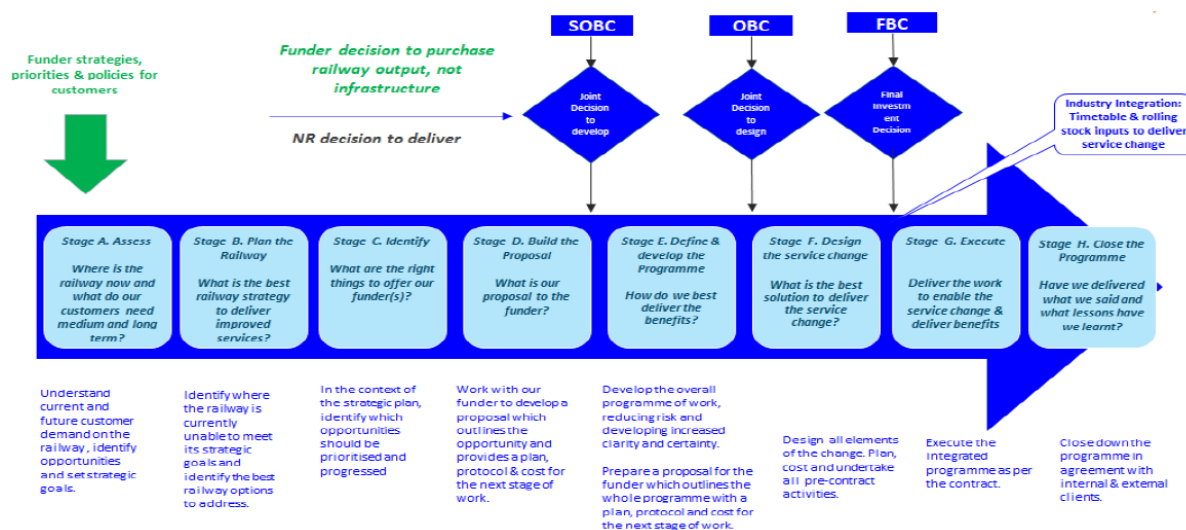 SOBC
OBC
FBC
Funder strategies,
priorities & policies for
customers
Funder decision to purchase
railway output, not
infrastructure
NR decision to deliver
Joint
Decision
to
develop
Joint
Decision
to
design
Final
Investm
ent
Decision
Industry Integration:
Timetable & rolling
stock inputs to deliver
service change
Stage A. Assess
Where is the
railway now and
what do our
customers need
medium and long
term?
Stage B. Plan the
Railway
What is the best
railway strategy
to deliver
improved
services?
Stage C. Identify
What are the right
things to offer our
funder(s)?
Stage D. Build the
Proposal
What is our
proposal to the
funder?
Stage E. Define &
develop the
Programme
How do we best
deliver the
benefits?
Stage F. Design
the service change
What is the best
solution to deliver
the service
change?
Stage G. Execute
Deliver the work
to enable the
service change &
deliver benefits
Stage H. Close the
Programme
Have we delivered
what we said and
what lessons have
we learnt?
Understand
current and
future customer
demand on the
railway, identify
opportunities
and set strategic
goals.
Identify where
the railway is
currently
unable to meet
its strategic
goals and
identify the best
railway options
to address.
In the context of
the strategic plan,
identify which
opportunities
should be
prioritised and
progressed
Work with our
funder to develop a
proposal which
outlines the
opportunity and
provides a plan,
protocol & cost for
the next stage of
work.
Develop the overall
programme of work,
reducing risk and
developing increased
clarity and certainty.
Prepare a proposal for the
funder which outlines the
whole programme with a
plan, protocol and cost for
the next stage of work.
Design all elements
of the change. Plan,
cost and undertake
all pre-contract
activities.
Execute the
integrated
programme as per
the contract.
Close down the
programme in
agreement with
internal & external
clients.